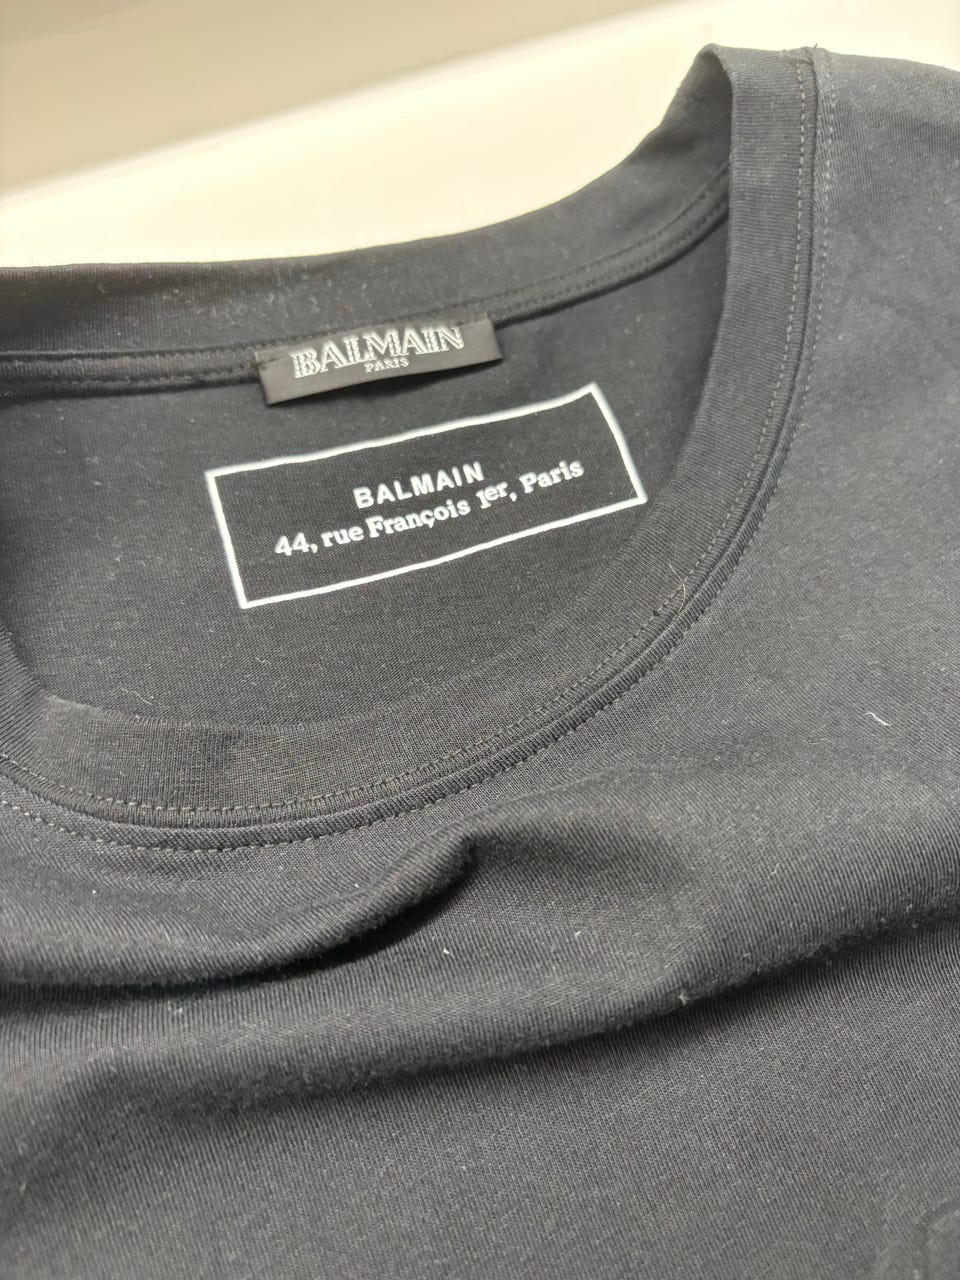 BALMAIN
PARIS
BALMAIN
44, rue François 1er, Paris